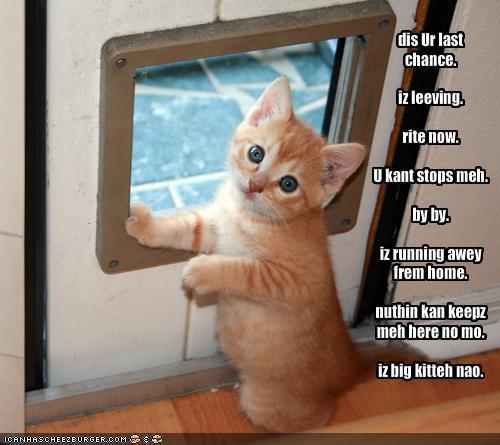 dis Ur last
chance.
iz leeving.
rite now.
U kant stops meh.
by by.
iz running awey
frem home.
nuthin kan keepz
meh here no mo.
iz big kitteh nao.
ICANHASCHEEZBURGER.COM